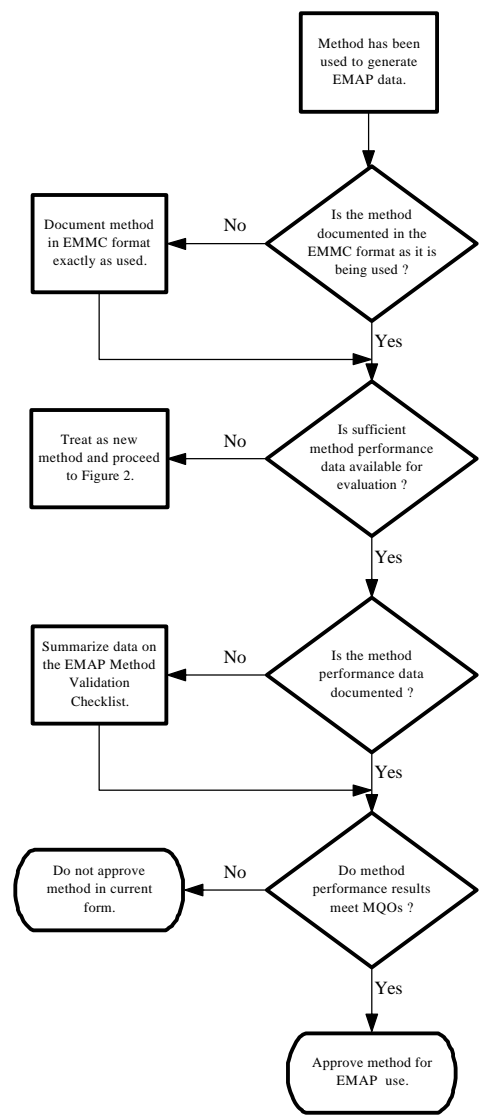 Method has been
used to generate
EMAP data.
Is the method
documented in the
EMMC format as it is
being used ?
No
Document method
in EMMC format
exactly as used.
Yes
Is sufficient
method performance
data available for
evaluation ?
No
Treat as new
method and proceed
to Figure 2.
Yes
Is the method
performance data
documented ?
No
Summarize data on
the EMAP Method
Validation
Checklist.
Yes
Do method
performance results
meet MQOs ?
No
Do not approve
method in current
form.
Yes
Approve method for
EMAP use.